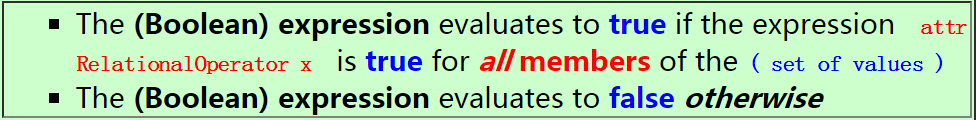 ▪ The (Boolean) expression evaluates to true if the expression attr
RelationalOperator x is true for all members of the ( set of values )
▪ The (Boolean) expression evaluates to false otherwise